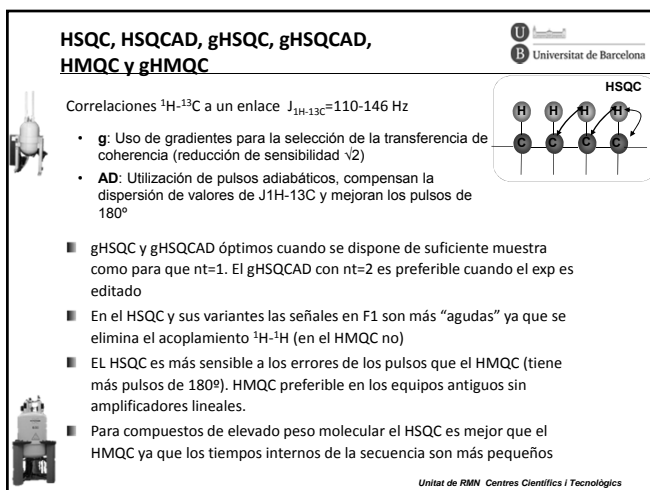 HSQC, HSQCAD, gHSQC, gHSQCAD,
HMQC y gHMQC
U
B Universitat de Barcelona
HSQC
H H H H
C C C C
Correlaciones ¹H-¹³C a un enlace J₁H-13C=110-146 Hz
• g: Uso de gradientes para la selección de la transferencia de
coherencia (reducción de sensibilidad √2)
• AD: Utilización de pulsos adiabáticos, compensan la
dispersión de valores de J1H-13C y mejoran los pulsos de
180º
gHSQC y gHSQCAD óptimos cuando se dispone de suficiente muestra
como para que nt=1. El gHSQCAD con nt=2 es preferible cuando el exp es
editado
En el HSQC y sus variantes las señales en F1 son más “agudas” ya que se
elimina el acoplamiento ¹H-¹H (en el HMQC no)
EL HSQC es más sensible a los errores de los pulsos que el HMQC (tiene
más pulsos de 180º). HMQC preferible en los equipos antiguos sin
amplificadores lineales.
Para compuestos de elevado peso molecular el HSQC es mejor que el
HMQC ya que los tiempos internos de la secuencia son más pequeños
Unitat de RMN Centres Científics i Tecnològics